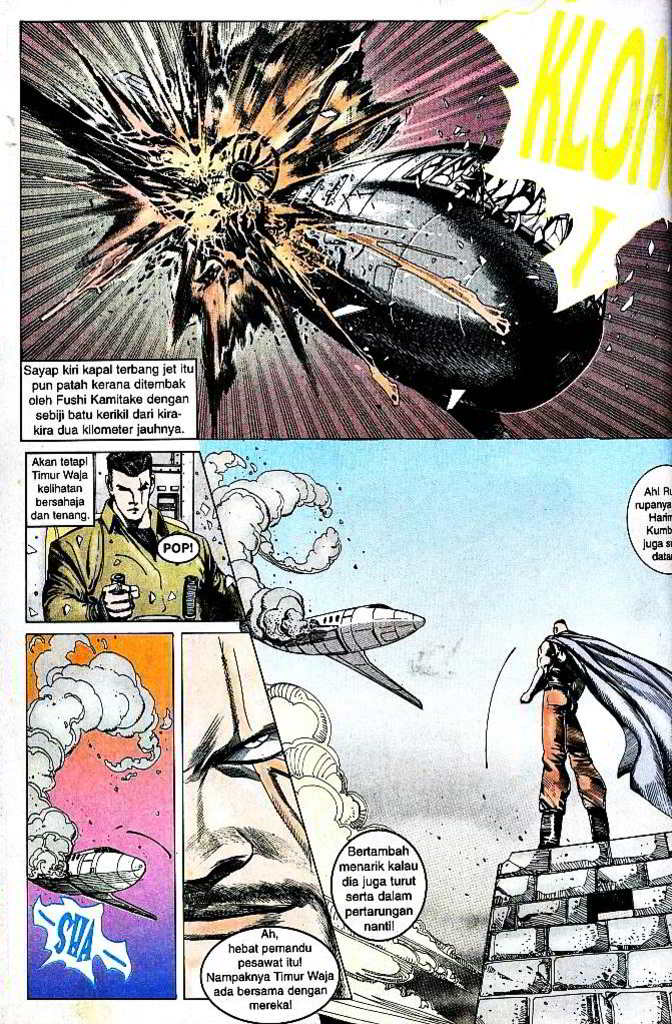 KLON
Sayap kiri kapal terbang jet itu
pun patah kerana ditembak
oleh Fushi Kamitake dengan
sebiji batu kerikil dari kira-
kira dua kilometer jauhnya.
Akan tetapi
Timur Waja
kelihatan
bersahaja
dan tenang.
POP!
Ah! Ru
rupanya
Harim
Kumb
juga s
data
SHA
Ah,
hebat pemandu
pesawat itu!
Nampaknya Timur Waja
ada bersama dengan
mereka!
Bertambah
menarik kalau
dia juga turut
serta dalam
pertarungan
nanti!